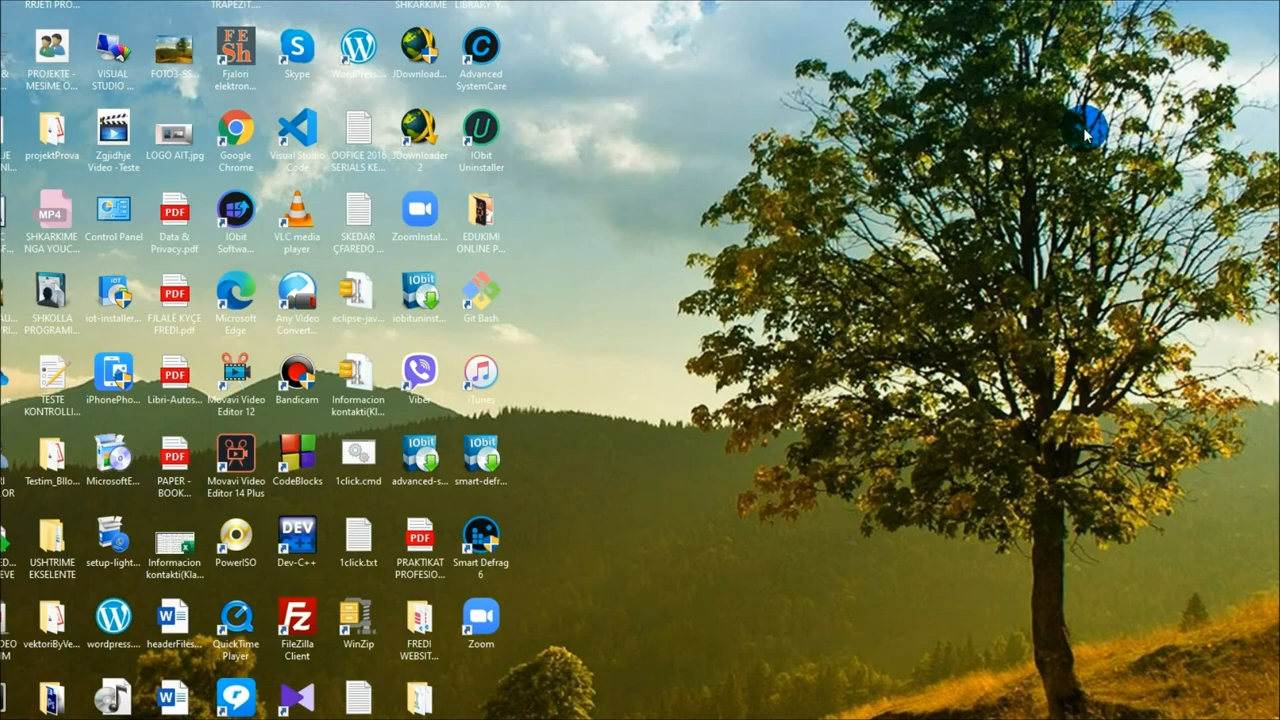 RRJETI PRO...
TRAPEZIT....
SHKARKIME
LIBRARY-Y...
PROJEKTE -
MESIME O...
VISUAL
STUDIO ...
FOTO3-SS...
Fjalori
elektron...
Skype
WordPress...
JDownload...
Advanced
SystemCare
projektProva
Zgjidhje
Video -Teste
LOGO AIT.jpg
Google
Chrome
Visual Studio
Code
OOFICE 2016
SERIALS KE...
JDownloader
2
IObit
Uninstaller
SHKARKIME
NGA YOUC...
Control Panel
Data &
Privacy.pdf
IObit
Softwa...
VLC media
player
SKEDAR
ÇFAREDO ...
ZoomInstal...
EDUKIMI
ONLINE P...
SHKOLLA
PROGRAMI...
iot-installer...
FJLALË KYÇE
FREDI.pdf
Microsoft
Edge
Any Video
Convert...
eclipse-jav...
iobituninst...
Git Bash
TESTE
KONTROLLI...
iPhonePho...
Libri-Autos...
Movavi Video
Editor 12
Bandicam
Informacion
kontakti(Kl...
Viber
iTunes
Testim_Bllo...
MicrosoftE...
PAPER -
BOOK...
Movavi Video
Editor 14 Plus
CodeBlocks
1click.cmd
advanced-s...
smart-defr...
USHTRIME
EKSELENTE
setup-light...
Informacion
kontakti(Kla...
PowerISO
Dev-C++
1click.txt
PRAKTIKAT
PROFESIO...
Smart Defrag
6
vektoriByVe...
wordpress....
headerFiles...
QuickTime
Player
FileZilla
Client
WinZip
FREDI
WEBSIT...
Zoom